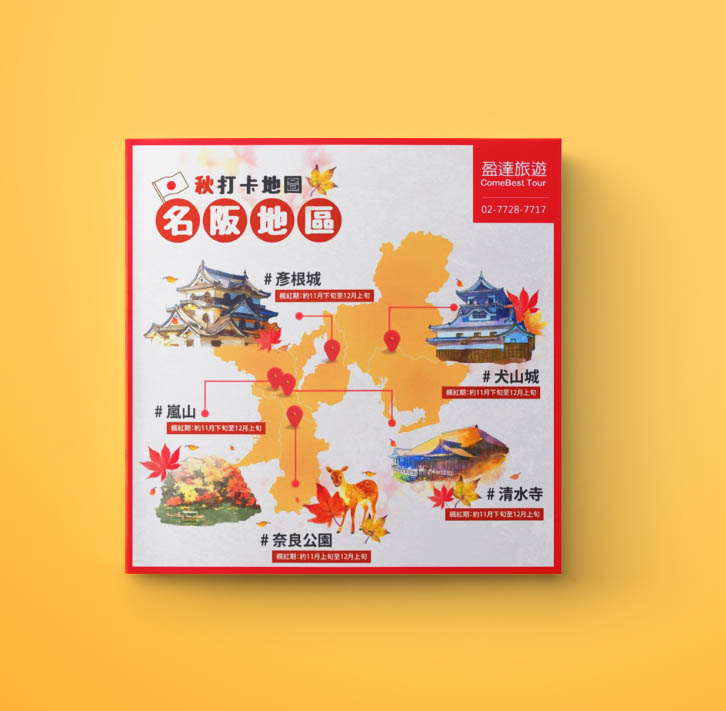 盈達旅遊
ComeBest Tour
02-7728-7717
秋打卡地圖
名阪地區
# 彥根城
楓紅期：約11月下旬至12月上旬
# 犬山城
楓紅期：約11月下旬至12月上旬
# 嵐山
楓紅期：約11月下旬至12月上旬
# 清水寺
楓紅期：約11月下旬至12月上旬
# 奈良公園
楓紅期：約11月上旬至12月上旬